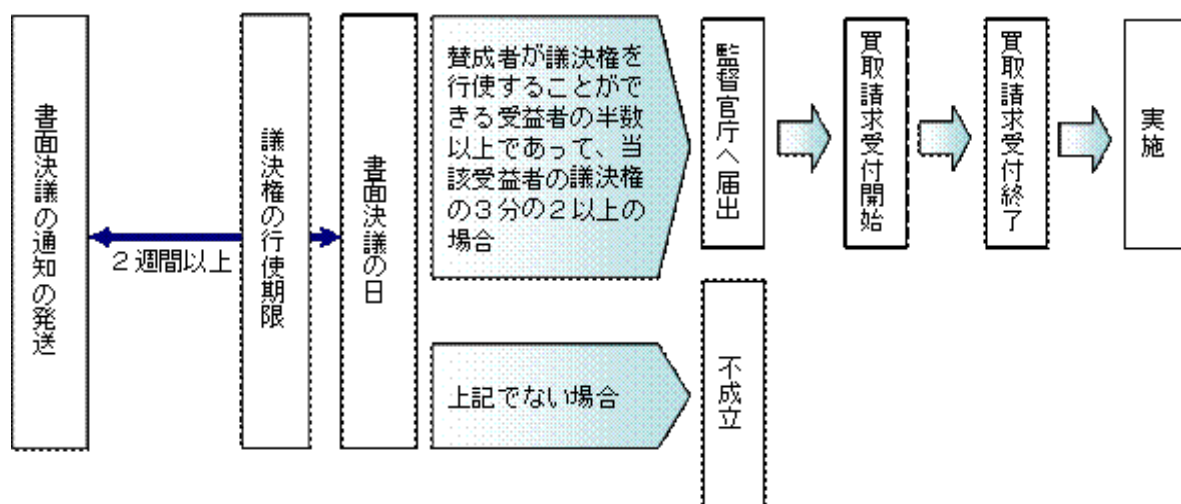 書面決議の通知の発送
2週間以上
議決権の行使期限
書面決議の日
賛成者が議決権を
行使することがで
きる受益者の半数
以上であって、当
該受益者の議決権
の3分の2以上の
場合
監督官庁へ届出
買取請求受付開始
買取請求受付終了
実施
上記でない場合
不成立